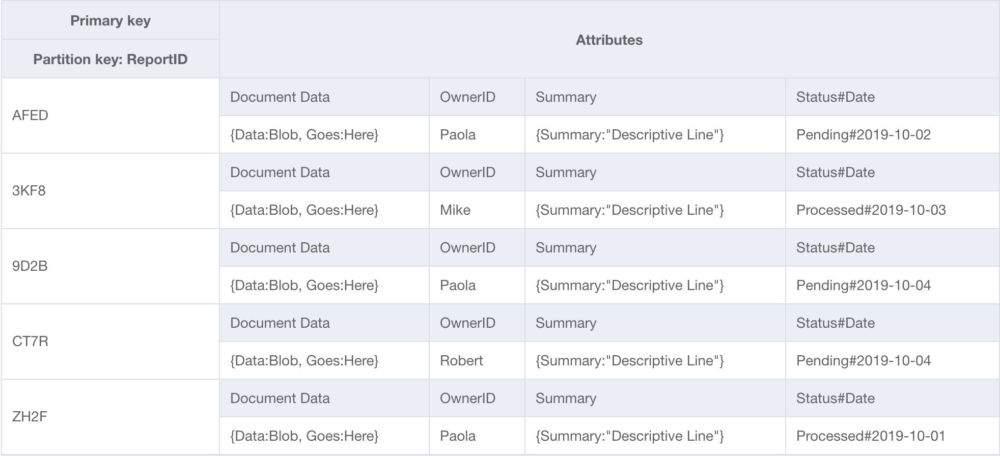 Primary key
Attributes
Partition key: ReportID
AFED
Document Data OwnerID Summary Status#Date
{Data:Blob, Goes:Here} Paola {Summary:"Descriptive Line"} Pending#2019-10-02
3KF8
Document Data OwnerID Summary Status#Date
{Data:Blob, Goes:Here} Mike {Summary:"Descriptive Line"} Processed#2019-10-03
9D2B
Document Data OwnerID Summary Status#Date
{Data:Blob, Goes:Here} Paola {Summary:"Descriptive Line"} Pending#2019-10-04
CT7R
Document Data OwnerID Summary Status#Date
{Data:Blob, Goes:Here} Robert {Summary:"Descriptive Line"} Pending#2019-10-04
ZH2F
Document Data OwnerID Summary Status#Date
{Data:Blob, Goes:Here} Paola {Summary:"Descriptive Line"} Processed#2019-10-01